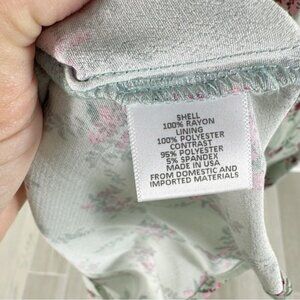 SHELL
100% RAYON
LINING
100% POLYESTER
CONTRAST
95% POLYESTER
5% SPANDEX
MADE IN USA
FROM DOMESTIC AND
IMPORTED MATERIALS